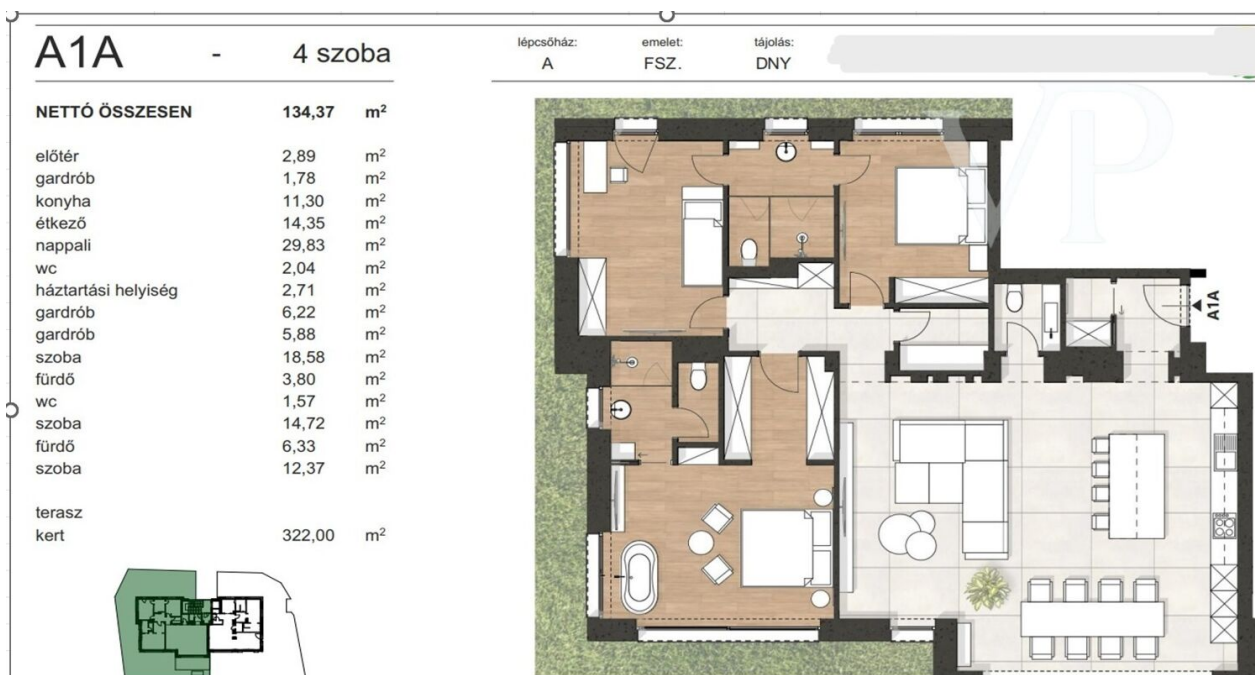 A1A - 4 szoba
lépcsőház: emelet: tájolás:
A FSZ. DNY
NETTÓ ÖSSZESEN 134,37 m²
előtér 2,89 m²
gardrób 1,78 m²
konyha 11,30 m²
étkező 14,35 m²
nappali 29,83 m²
wc 2,04 m²
háztartási helyiség 2,71 m²
gardrób 6,22 m²
gardrób 5,88 m²
szoba 18,58 m²
fürdő 3,80 m²
wc 1,57 m²
szoba 14,72 m²
fürdő 6,33 m²
szoba 12,37 m²
terasz
kert 322,00 m²
A1A
VP